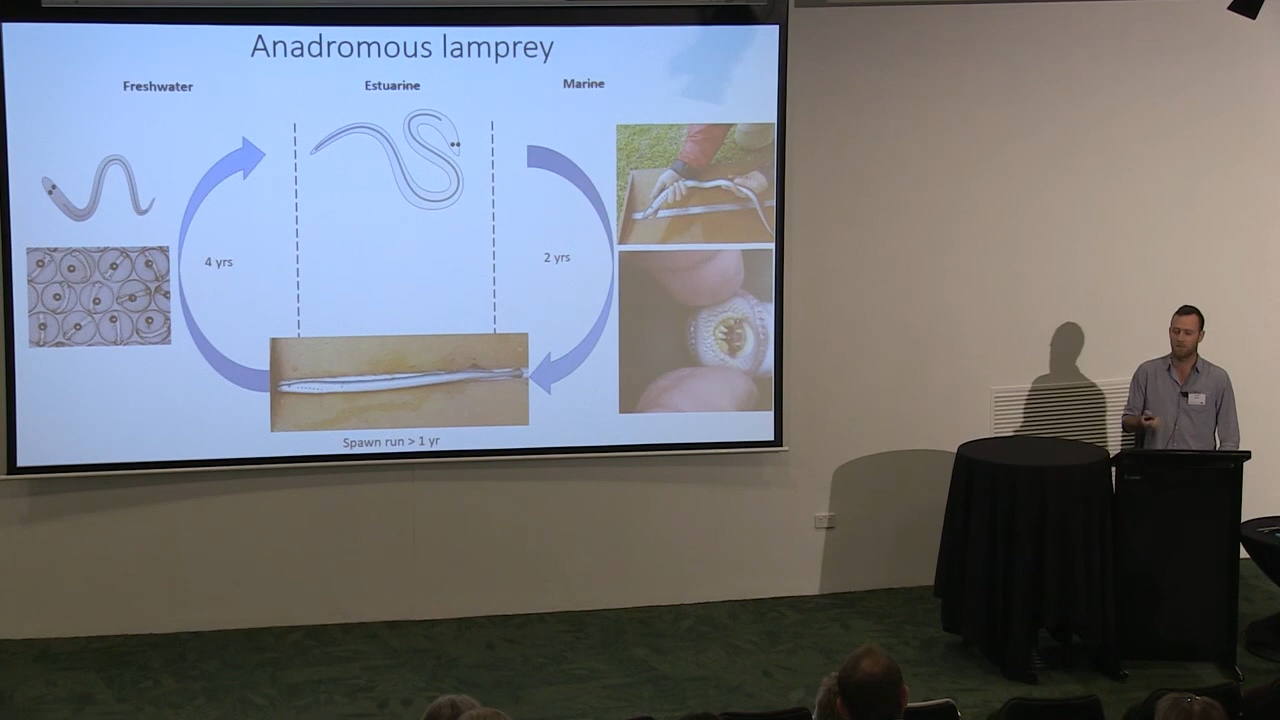 Anadromous lamprey
Freshwater
Estuarine
Marine
4 yrs
2 yrs
Spawn run > 1 yr